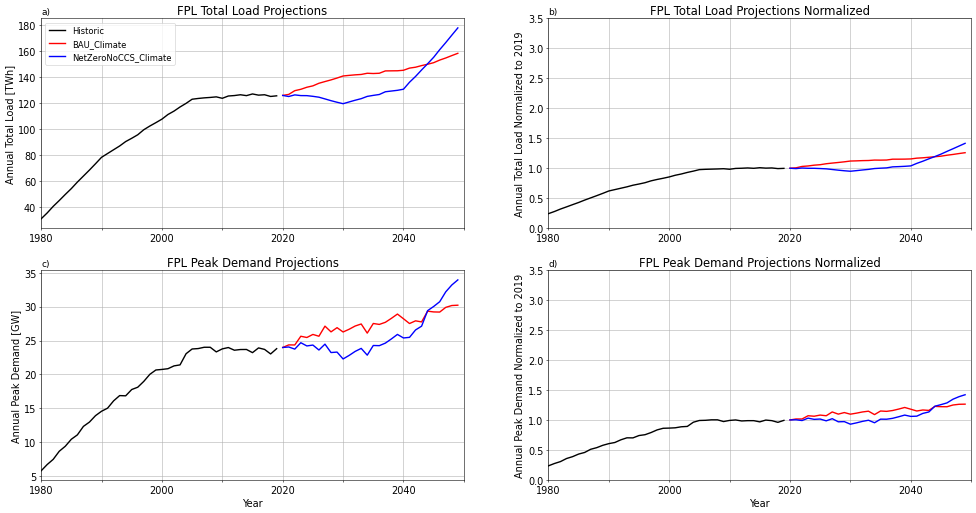 a)
FPL Total Load Projections
Annual Total Load [TWh]
180
160
140
120
100
80
60
40
Historic
BAU_Climate
NetZeroNoCCS_Climate
1980
2000
2020
2040
b)
FPL Total Load Projections Normalized
Annual Total Load Normalized to 2019
3.5
3.0
2.5
2.0
1.5
1.0
0.5
0.0
1980
2000
2020
2040
c)
FPL Peak Demand Projections
Annual Peak Demand [GW]
35
30
25
20
15
10
5
1980
2000
2020
2040
Year
d)
FPL Peak Demand Projections Normalized
Annual Peak Demand Normalized to 2019
3.5
3.0
2.5
2.0
1.5
1.0
0.5
0.0
1980
2000
2020
2040
Year